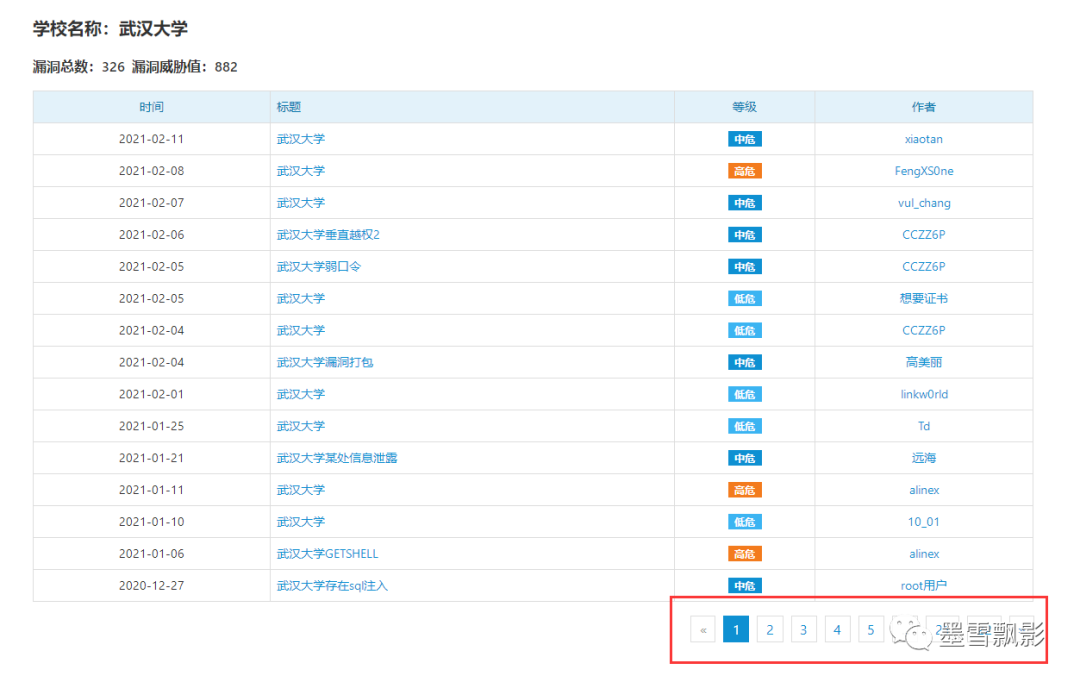 学校名称：武汉大学
漏洞总数：326 漏洞威胁值：882
时间 标题 等级 作者
2021-02-11 武汉大学 中危 xiaotan
2021-02-08 武汉大学 高危 FengXS0ne
2021-02-07 武汉大学 中危 vul_chang
2021-02-06 武汉大学垂直越权2 中危 CCZZ6P
2021-02-05 武汉大学弱口令 中危 CCZZ6P
2021-02-05 武汉大学 低危 想要证书
2021-02-04 武汉大学 低危 CCZZ6P
2021-02-04 武汉大学漏洞打包 中危 高美丽
2021-02-01 武汉大学 低危 linkw0rld
2021-01-25 武汉大学 低危 Td
2021-01-21 武汉大学某处信息泄露 中危 远海
2021-01-11 武汉大学 高危 alinex
2021-01-10 武汉大学 低危 10_01
2021-01-06 武汉大学GETSHELL 高危 alinex
2020-12-27 武汉大学存在sql注入 中危 root用户
« 1 2 3 4 5 墨雪飘影